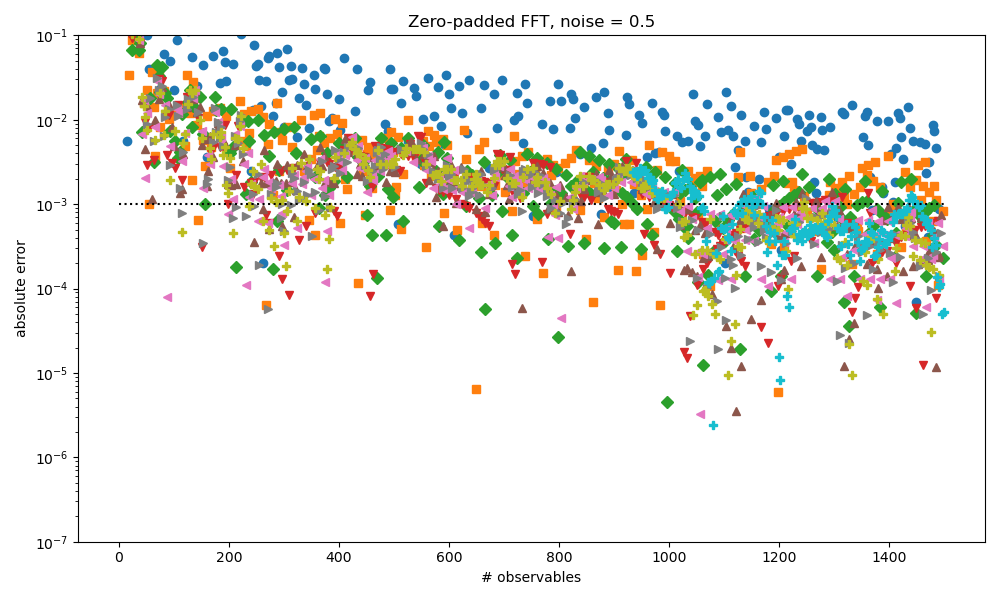 Zero-padded FFT, noise = 0.5
absolute error
10⁻¹
10⁻²
10⁻³
10⁻⁴
10⁻⁵
10⁻⁶
10⁻⁷
0 200 400 600 800 1000 1200 1400
# observables